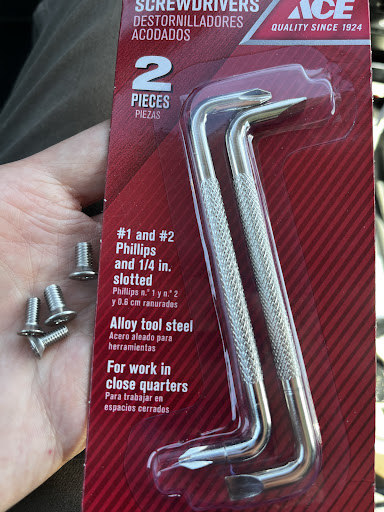 SCREWDRIVERS
DESTORNILLADORES
ACODADOS
ACE
QUALITY SINCE 1924
2
PIECES
PIEZAS
#1 and #2
Phillips
and 1/4 in.
slotted
Phillips n.° 1 y n.° 2
y 0.6 cm ranurados
Alloy tool steel
Acero aleado para
herramientas
For work in
close quarters
Para trabajar en
espacios cerrados